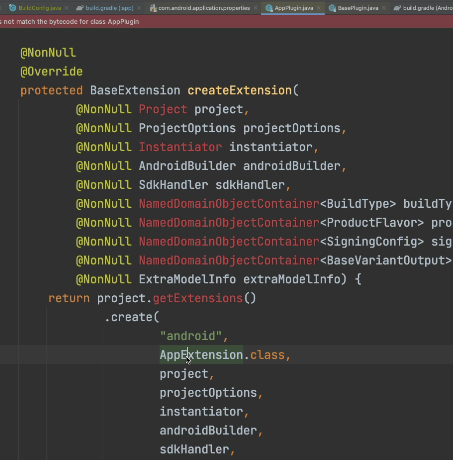 BuildConfig.java × build.gradle (:app) × com.android.application.properties × AppPlugin.java × BasePlugin.java × build.gradle (Andro
s not match the bytecode for class AppPlugin
@NonNull
@Override
protected BaseExtension createExtension(
@NonNull Project project,
@NonNull ProjectOptions projectOptions,
@NonNull Instantiator instantiator,
@NonNull AndroidBuilder androidBuilder,
@NonNull SdkHandler sdkHandler,
@NonNull NamedDomainObjectContainer<BuildType> buildTy
@NonNull NamedDomainObjectContainer<ProductFlavor> pro
@NonNull NamedDomainObjectContainer<SigningConfig> sig
@NonNull NamedDomainObjectContainer<BaseVariantOutput>
@NonNull ExtraModelInfo extraModelInfo) {
return project.getExtensions()
.create(
"android",
AppExtension.class,
project,
projectOptions,
instantiator,
androidBuilder,
sdkHandler,